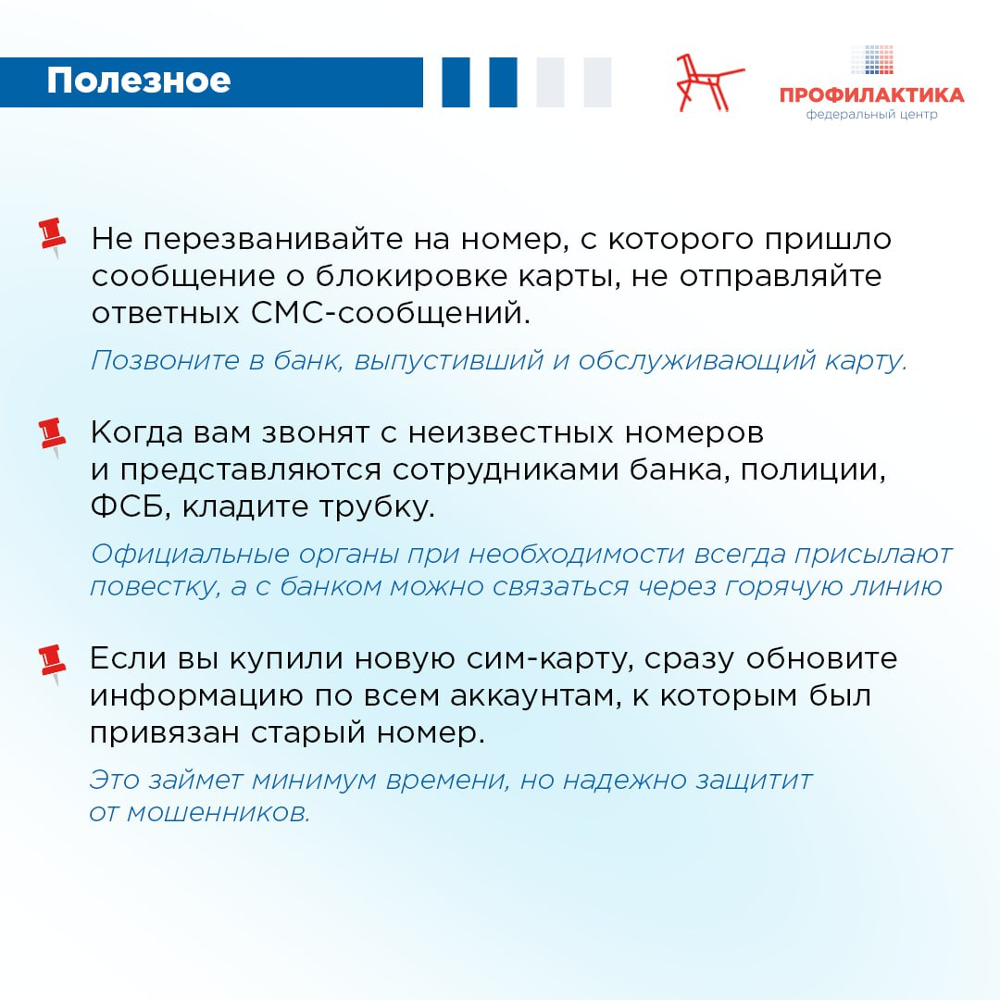 Полезное
ПРОФИЛАКТИКА
федеральный центр
Не перезванивайте на номер, с которого пришло
сообщение о блокировке карты, не отправляйте
ответных СМС-сообщений.
Позвоните в банк, выпустивший и обслуживающий карту.
Когда вам звонят с неизвестных номеров
и представляются сотрудниками банка, полиции,
ФСБ, кладите трубку.
Официальные органы при необходимости всегда присылают
повестку, а с банком можно связаться через горячую линию
Если вы купили новую сим-карту, сразу обновите
информацию по всем аккаунтам, к которым был
привязан старый номер.
Это займет минимум времени, но надежно защитит
от мошенников.